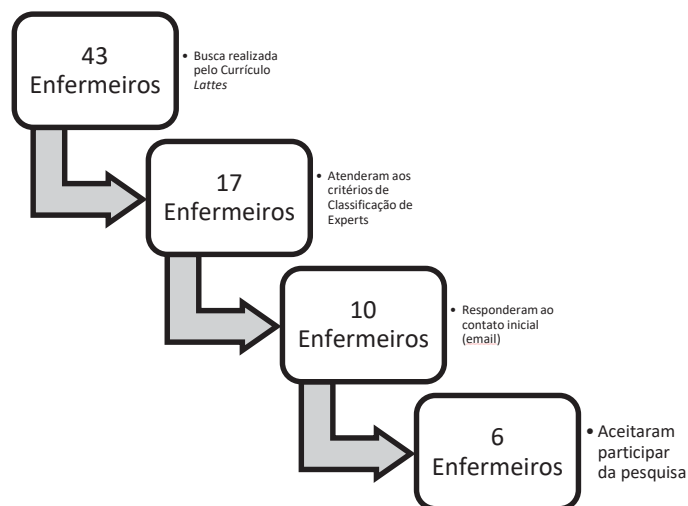 43
Enfermeiros
• Busca realizada
pelo Currículo
Lattes
17
Enfermeiros
• Atenderam aos
critérios de
Classificação de
Experts
10
Enfermeiros
• Responderam ao
contato inicial
(email)
6
Enfermeiros
• Aceitaram
participar
da pesquisa